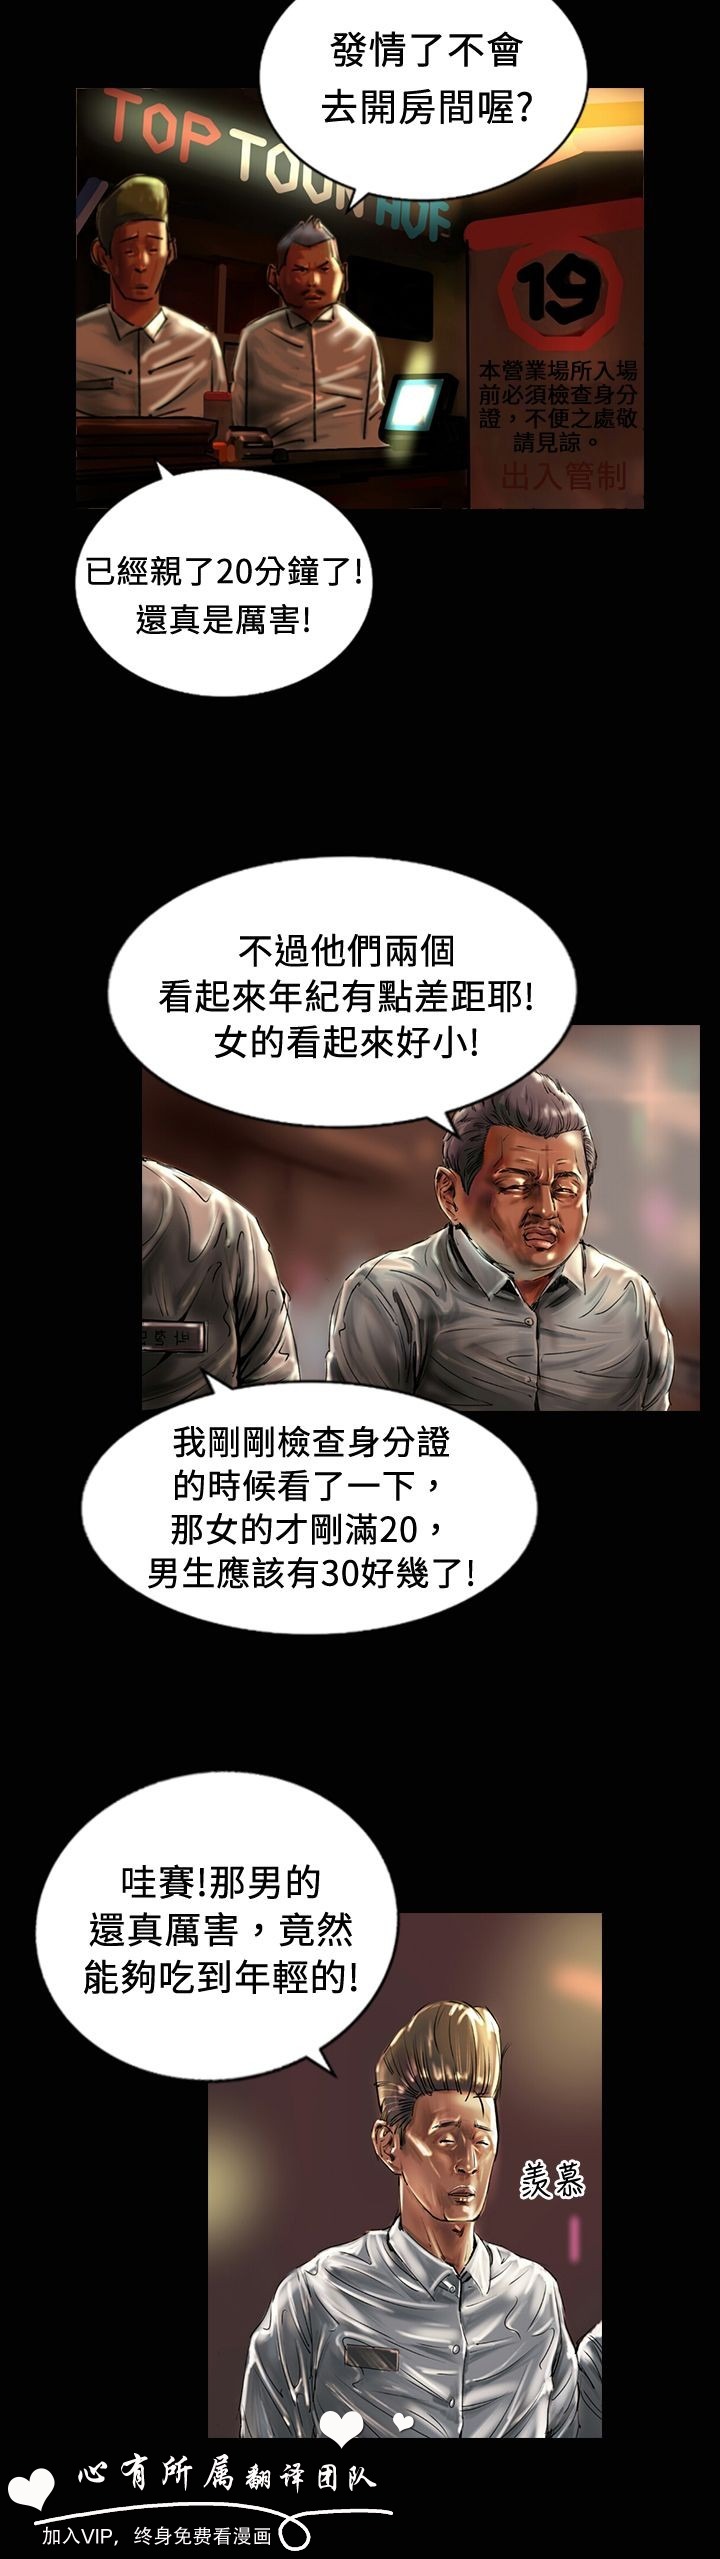 發情了不會
去開房間喔?
TOP TOON HOF
19
本營業場所入場
前必須檢查身分
證，不便之處敬
請見諒。
出入管制
已經親了20分鐘了!
還真是厲害!
不過他們兩個
看起來年紀有點差距耶!
女的看起來好小!
我剛剛檢查身分證
的時候看了一下，
那女的才剛滿20，
男生應該有30好幾了!
哇賽!那男的
還真厲害，竟然
能夠吃到年輕的!
羨慕
心有所属翻译团队
加入VIP，终身免费看漫画